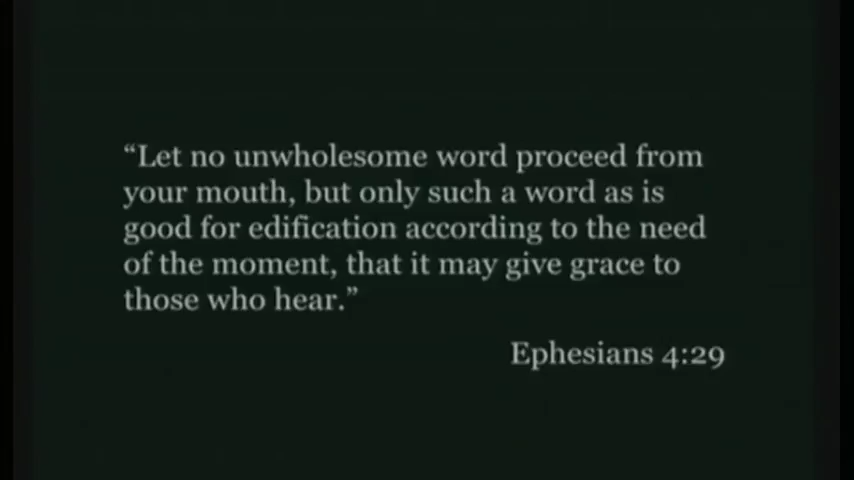 “Let no unwholesome word proceed from
your mouth, but only such a word as is
good for edification according to the need
of the moment, that it may give grace to
those who hear.”
Ephesians 4:29